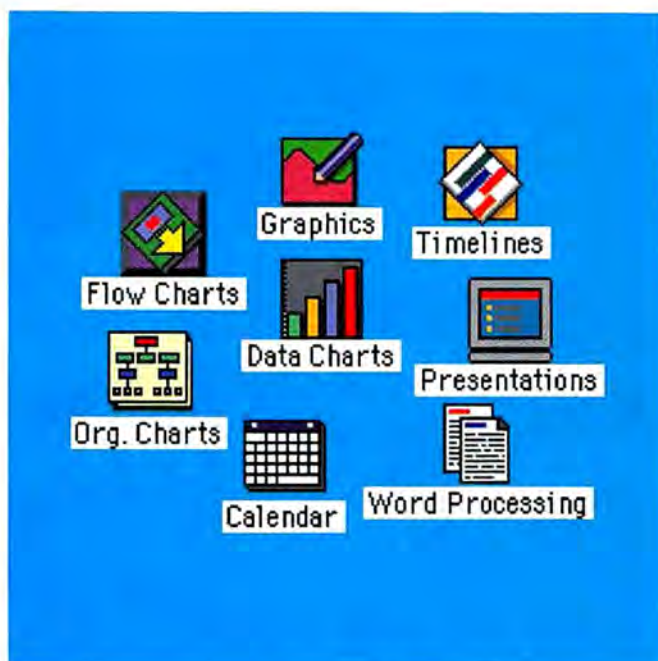 Graphics
Timelines
Flow Charts
Data Charts
Presentations
Org. Charts
Calendar
Word Processing